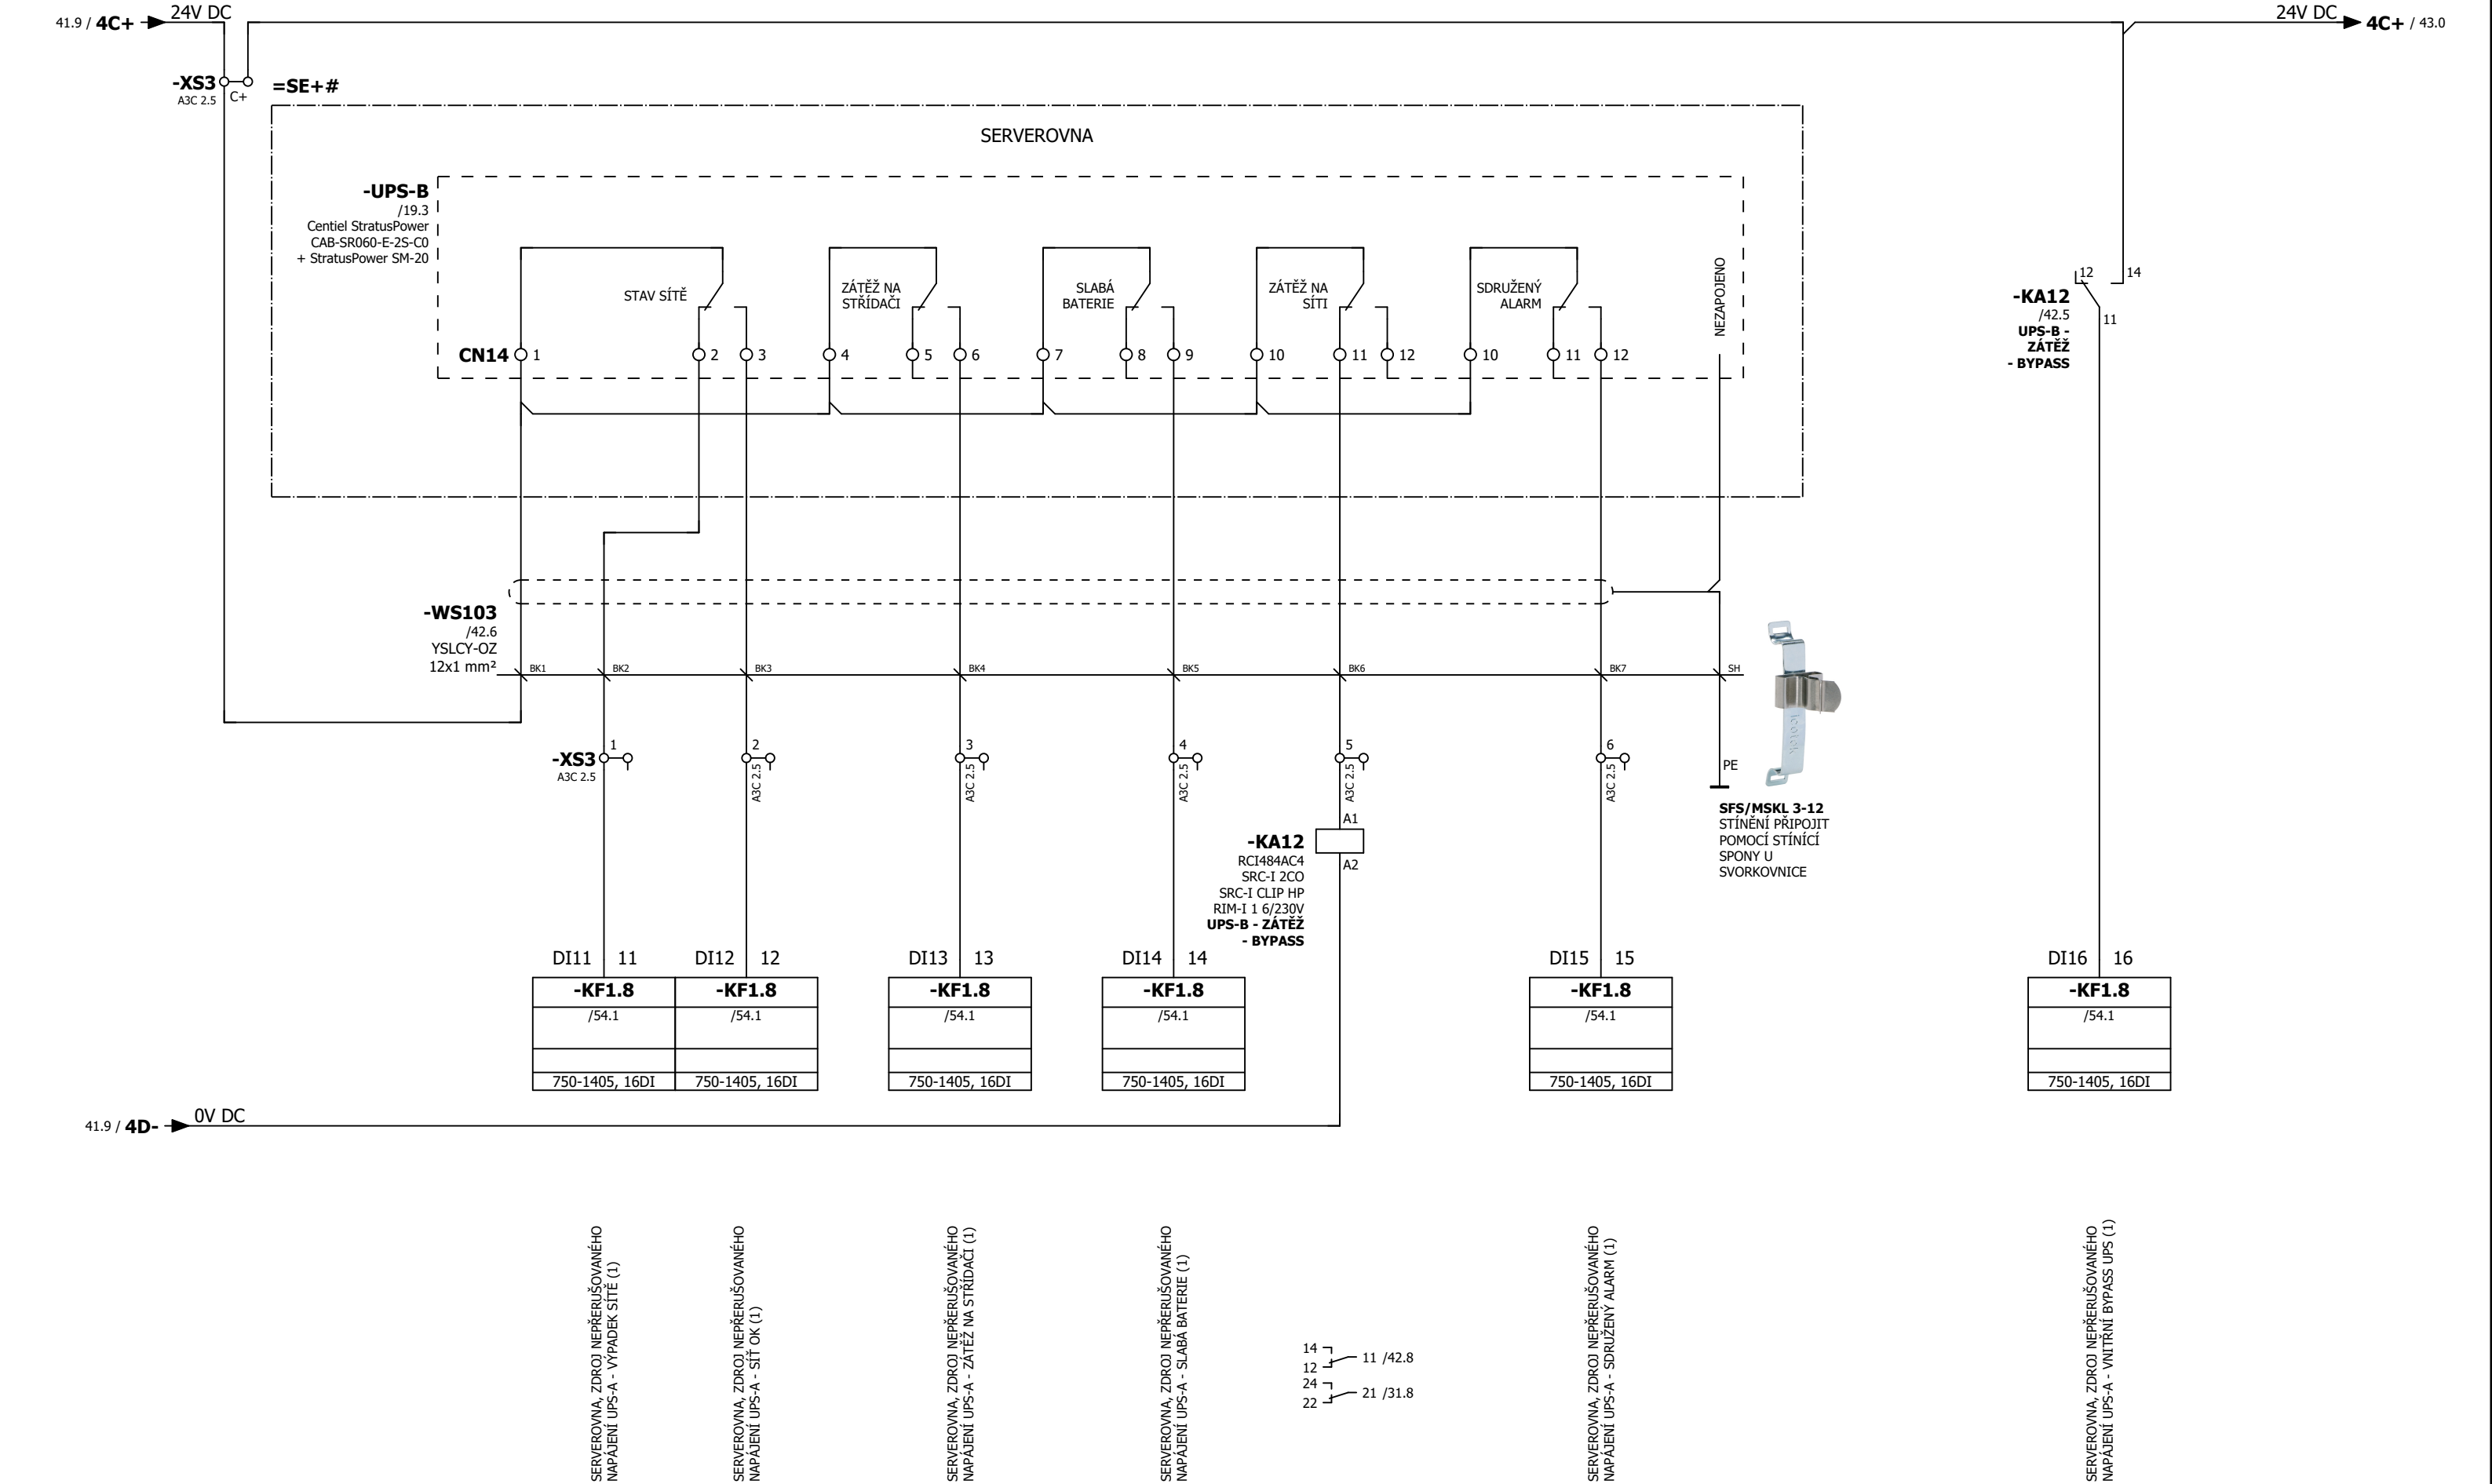 24V DC
41.9 / 4C+
24V DC
4C+ / 43.0
-XS3
A3C 2.5
C+
=SE+#
SERVEROVNA
-UPS-B
/19.3
Centiel StratusPower
CAB-SR060-E-2S-C0
+ StratusPower SM-20
STAV SÍTĚ
ZÁTĚŽ NA
STŘÍDAČI
SLABÁ
BATERIE
ZÁTĚŽ NA
SÍTI
SDRUŽENÝ
ALARM
NEZAPOJENO
CN14
1
2
3
4
5
6
7
8
9
10
11
12
10
11
12
12
14
-KA12
/42.5
UPS-B -
ZÁTĚŽ
- BYPASS
11
-WS103
/42.6
YSLCY-OZ
12x1 mm²
BK1
BK2
BK3
BK4
BK5
BK6
BK7
SH
-XS3
A3C 2.5
1
2
A3C 2.5
3
A3C 2.5
4
A3C 2.5
5
A3C 2.5
6
A3C 2.5
PE
SFS/MSKL 3-12
STÍNĚNÍ PŘIPOJIT
POMOCÍ STÍNÍCÍ
SPONY U
SVORKOVNICE
A1
A2
-KA12
RCI484AC4
SRC-I 2CO
SRC-I CLIP HP
RIM-I 1 6/230V
UPS-B - ZÁTĚŽ
- BYPASS
DI11 11
-KF1.8
/54.1
750-1405, 16DI
DI12 12
-KF1.8
/54.1
750-1405, 16DI
DI13 13
-KF1.8
/54.1
750-1405, 16DI
DI14 14
-KF1.8
/54.1
750-1405, 16DI
DI15 15
-KF1.8
/54.1
750-1405, 16DI
DI16 16
-KF1.8
/54.1
750-1405, 16DI
41.9 / 4D-
0V DC
SERVEROVNA, ZDROJ NEPŘERUŠOVANÉHO
NAPÁJENÍ UPS-A - VÝPADEK SÍTĚ (1)
SERVEROVNA, ZDROJ NEPŘERUŠOVANÉHO
NAPÁJENÍ UPS-A - SÍŤ OK (1)
SERVEROVNA, ZDROJ NEPŘERUŠOVANÉHO
NAPÁJENÍ UPS-A - ZÁTĚŽ NA STŘÍDAČI (1)
SERVEROVNA, ZDROJ NEPŘERUŠOVANÉHO
NAPÁJENÍ UPS-A - SLABÁ BATERIE (1)
14
12
11 /42.8
24
22
21 /31.8
SERVEROVNA, ZDROJ NEPŘERUŠOVANÉHO
NAPÁJENÍ UPS-A - SDRUŽENÝ ALARM (1)
SERVEROVNA, ZDROJ NEPŘERUŠOVANÉHO
NAPÁJENÍ UPS-A - VNITŘNÍ BYPASS UPS (1)